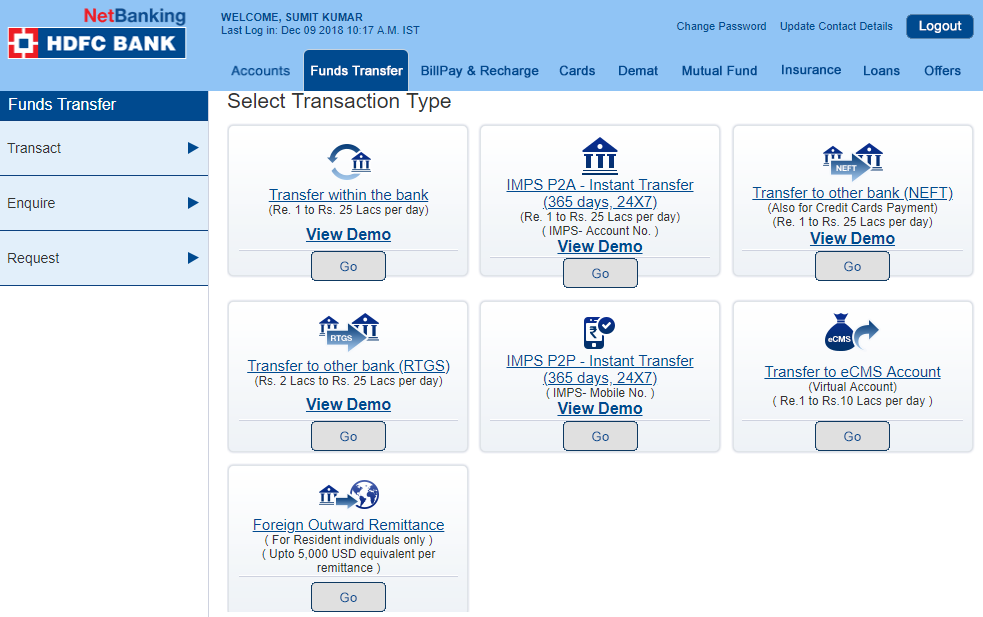 NetBanking
HDFC BANK
WELCOME, SUMIT KUMAR
Last Log in: Dec 09 2018 10:17 A.M. IST
Change Password Update Contact Details Logout
Accounts Funds Transfer BillPay & Recharge Cards Demat Mutual Fund Insurance Loans Offers
Funds Transfer
Transact
Enquire
Request
Select Transaction Type
Transfer within the bank
(Re. 1 to Rs. 25 Lacs per day)
View Demo
Go
IMPS P2A - Instant Transfer
(365 days, 24X7)
(Re. 1 to Rs. 25 Lacs per day)
( IMPS- Account No. )
View Demo
Go
NEFT
Transfer to other bank (NEFT)
(Also for Credit Cards Payment)
(Re. 1 to Rs. 25 Lacs per day)
View Demo
Go
RTGS
Transfer to other bank (RTGS)
(Rs. 2 Lacs to Rs. 25 Lacs per day)
View Demo
Go
₹
IMPS P2P - Instant Transfer
(365 days, 24X7)
( IMPS- Mobile No. )
View Demo
Go
eCMS
Transfer to eCMS Account
(Virtual Account)
( Re.1 to Rs.10 Lacs per day )
Go
Foreign Outward Remittance
( For Resident individuals only )
( Upto 5,000 USD equivalent per
remittance )
Go